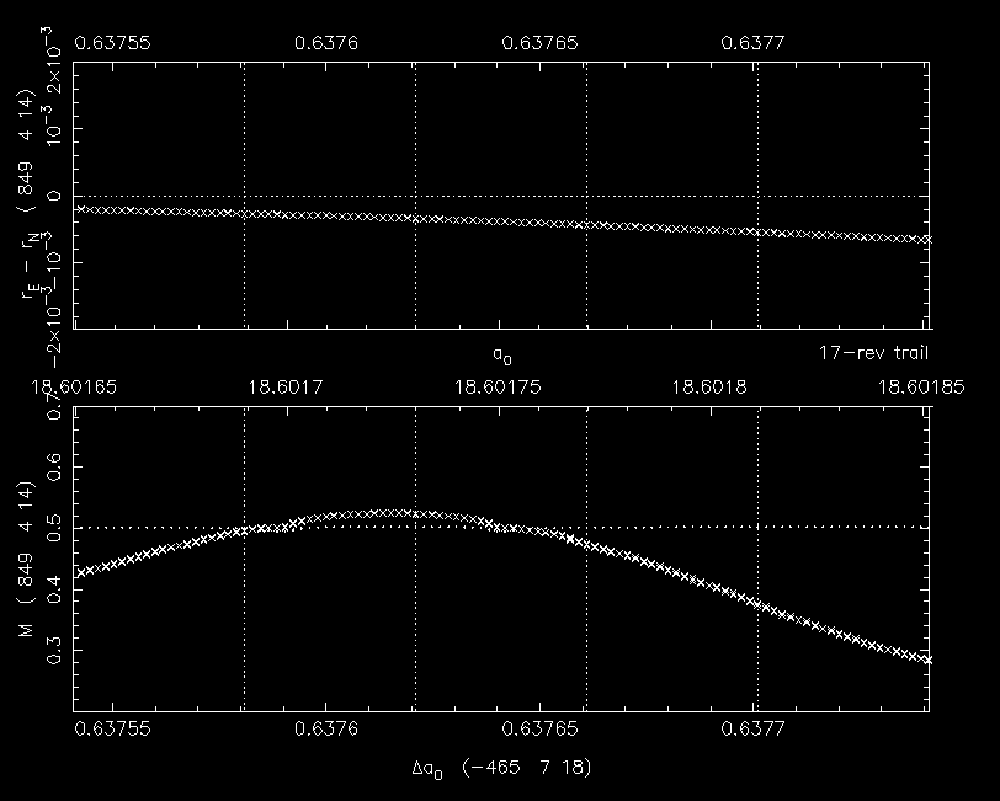 0.63755 0.6376 0.63765 0.6377
2×10⁻³
10⁻³
0
−10⁻³
−2×10⁻³
r_E − r_N ( 849 4 14)
a₀
17−rev trail
18.60165 18.6017 18.60175 18.6018 18.60185
0.7
0.6
0.5
0.4
0.3
M ( 849 4 14)
0.63755 0.6376 0.63765 0.6377
Δa₀ (−465 7 18)